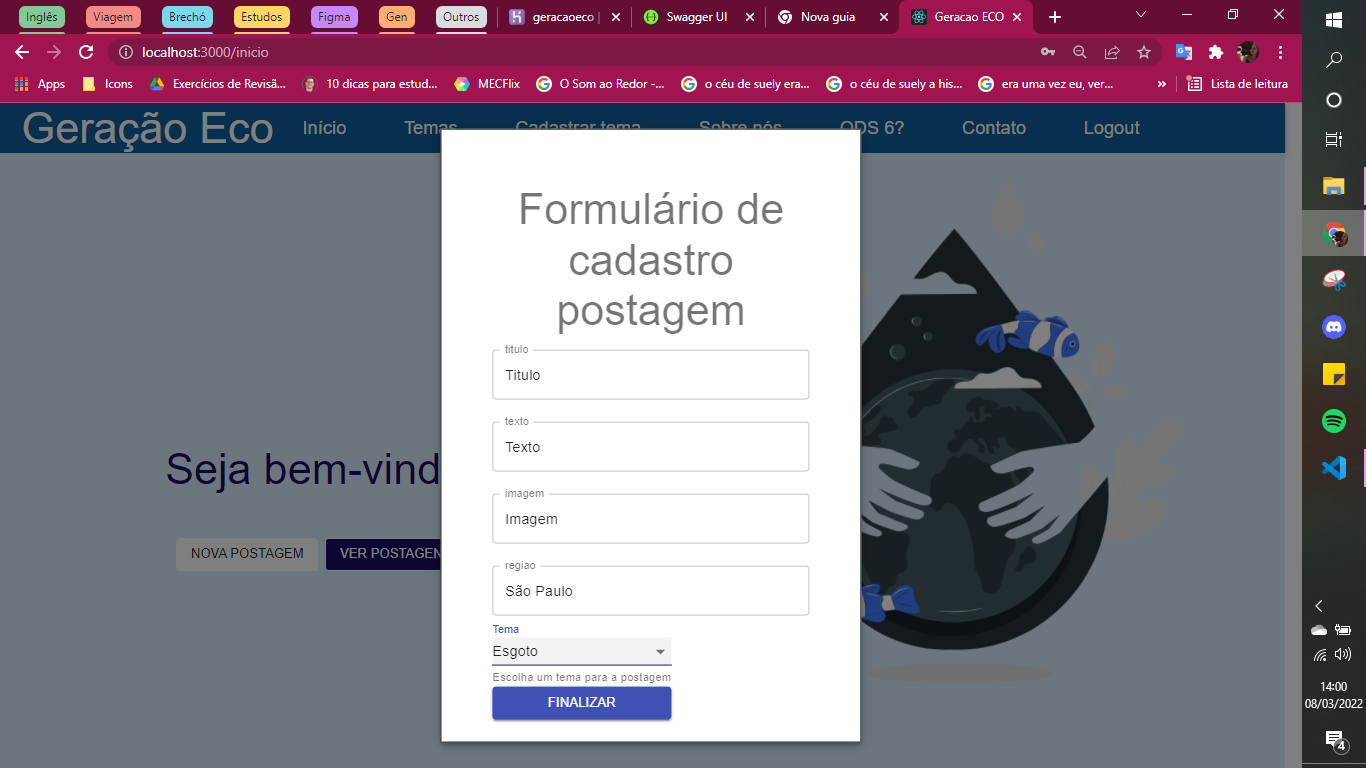 Inglês Viagem Brechó Estudos Figma Gen Outros geracaoeco | Swagger UI Nova guia Geracao ECO
localhost:3000/inicio
Apps Icons Exercícios de Revisã... 10 dicas para estud... MECFlix O Som ao Redor -... o céu de suely era... o céu de suely a his... era uma vez eu, ver... » Lista de leitura
Geração Eco Início Temas Cadastrar tema Sobre nós ODS 6? Contato Logout
Formulário de
cadastro
postagem
titulo
Titulo
texto
Texto
imagem
Imagem
regiao
São Paulo
Tema
Esgoto
Escolha um tema para a postagem
FINALIZAR
Seja bem-vind
NOVA POSTAGEM VER POSTAGEN
14:00
08/03/2022
4